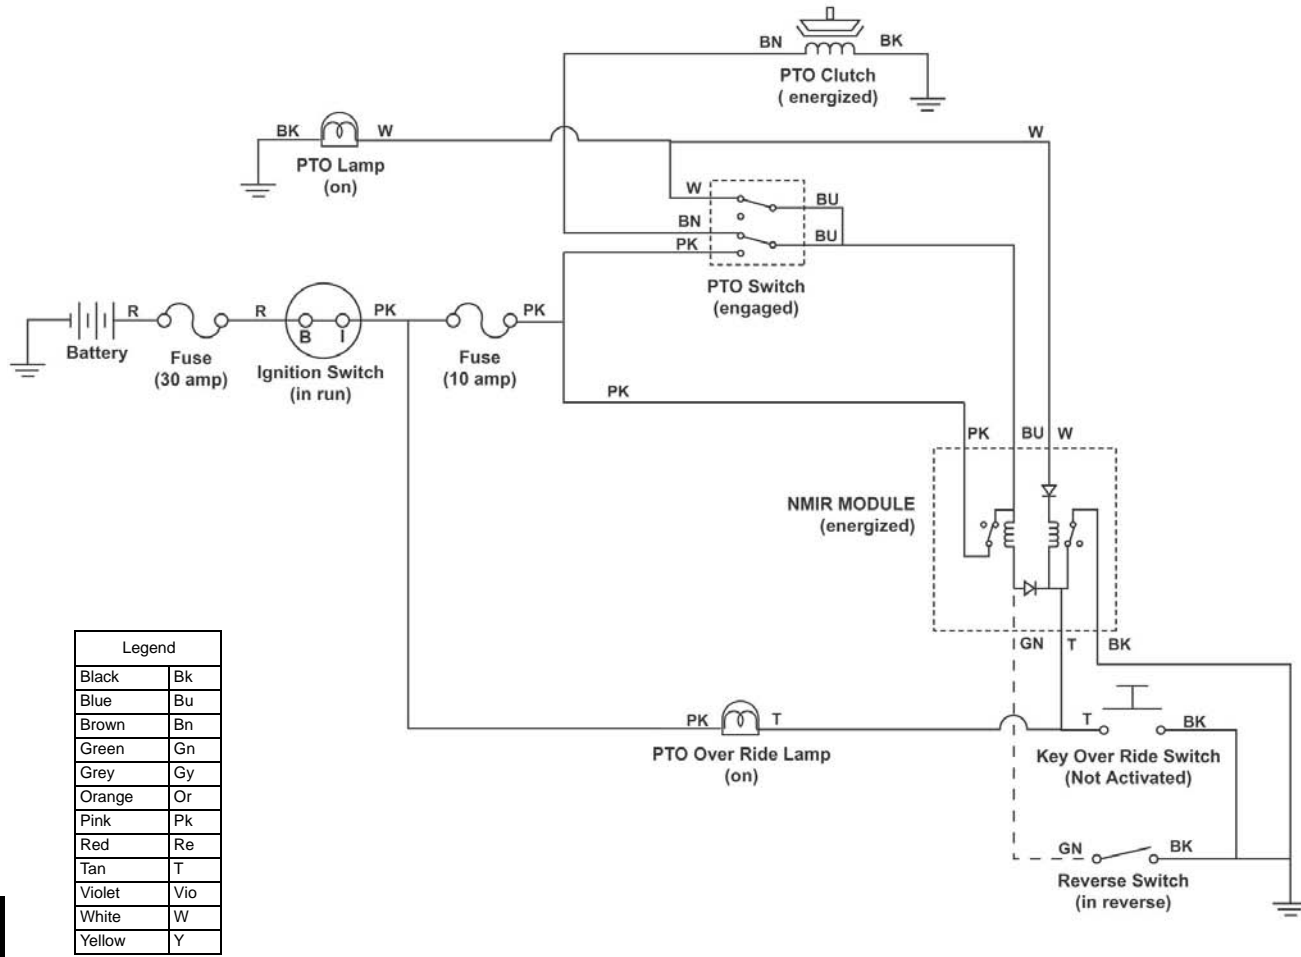 BN
BK
PTO Clutch
( energized)
BK
W
W
PTO Lamp
(on)
W
BU
BN
BU
PK
PTO Switch
(engaged)
R
R
PK
PK
B
I
Battery
Fuse
(30 amp)
Ignition Switch
(in run)
Fuse
(10 amp)
PK
PK
BU
W
NMIR MODULE
(energized)
GN
T
BK
Legend
Black Bk
Blue Bu
Brown Bn
Green Gn
Grey Gy
Orange Or
Pink Pk
Red Re
Tan T
Violet Vio
White W
Yellow Y
PK
T
PTO Over Ride Lamp
(on)
T
BK
Key Over Ride Switch
(Not Activated)
GN
BK
Reverse Switch
(in reverse)